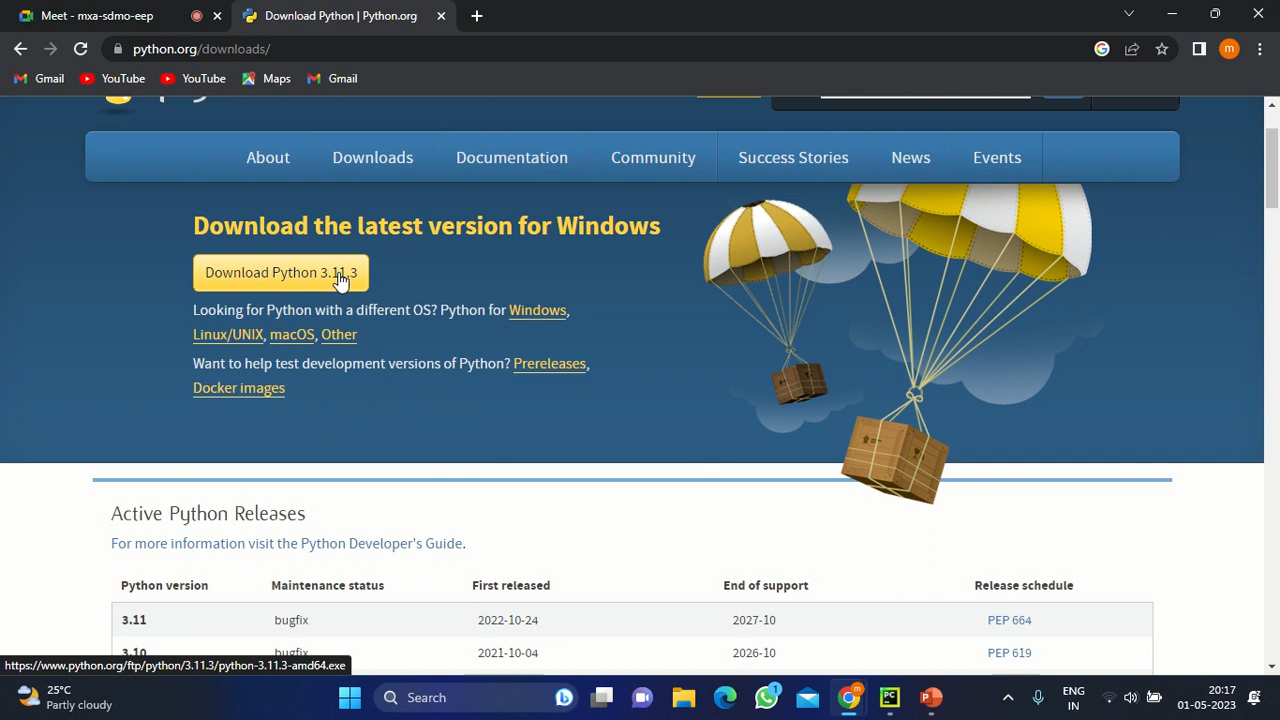 Meet - mxa-sdmo-eep
Download Python | Python.org
python.org/downloads/
m
Gmail
YouTube
YouTube
Maps
Gmail
About
Downloads
Documentation
Community
Success Stories
News
Events
Download the latest version for Windows
Download Python 3.11.3
Looking for Python with a different OS? Python for Windows,
Linux/UNIX, macOS, Other
Want to help test development versions of Python? Prereleases,
Docker images
Active Python Releases
For more information visit the Python Developer's Guide.
Python version Maintenance status First released End of support Release schedule
3.11 bugfix 2022-10-24 2027-10 PEP 664
3.10 bugfix 2021-10-04 2026-10 PEP 619
https://www.python.org/ftp/python/3.11.3/python-3.11.3-amd64.exe
25°C
Partly cloudy
Search
1
m
PC
P
ENG
IN
20:17
01-05-2023